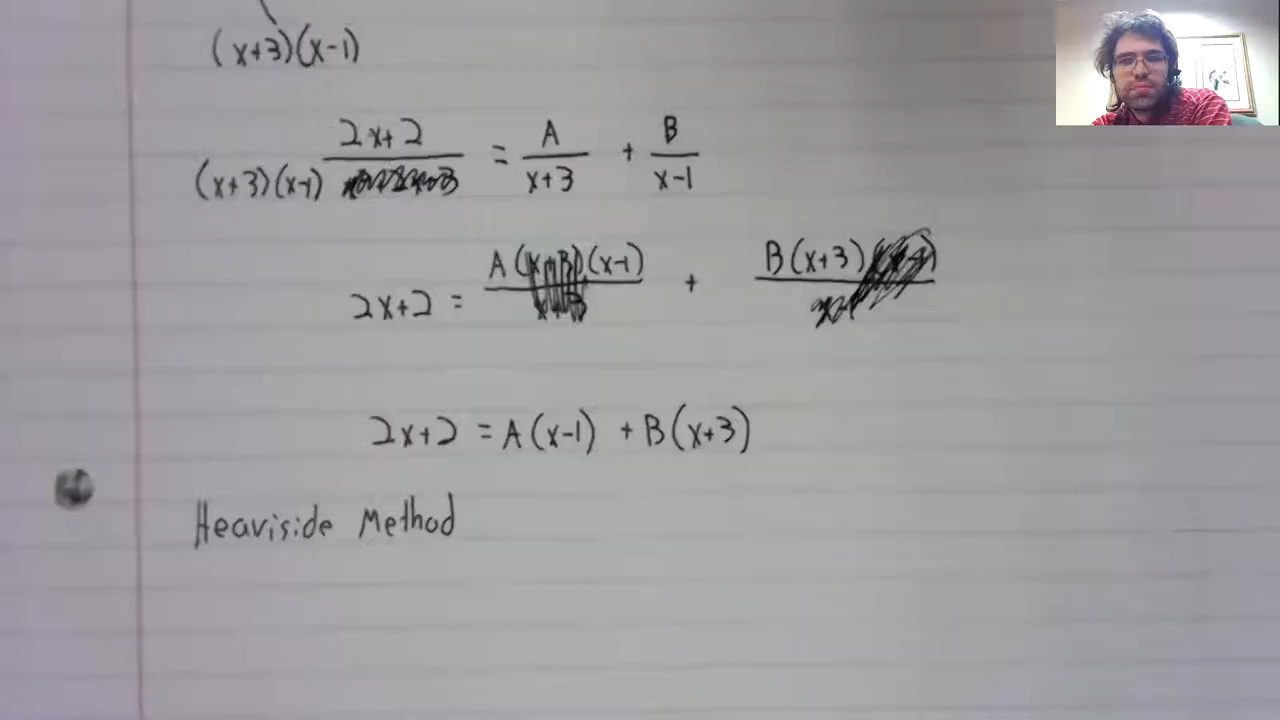 (x+3)(x-1)
(x+3)(x-1) 2x+2 = A/x+3 + B/x-1
2x+2 = A(x+3)(x-1)/x+3 + B(x+3)
2x+2 = A(x-1) + B(x+3)
Heaviside Method